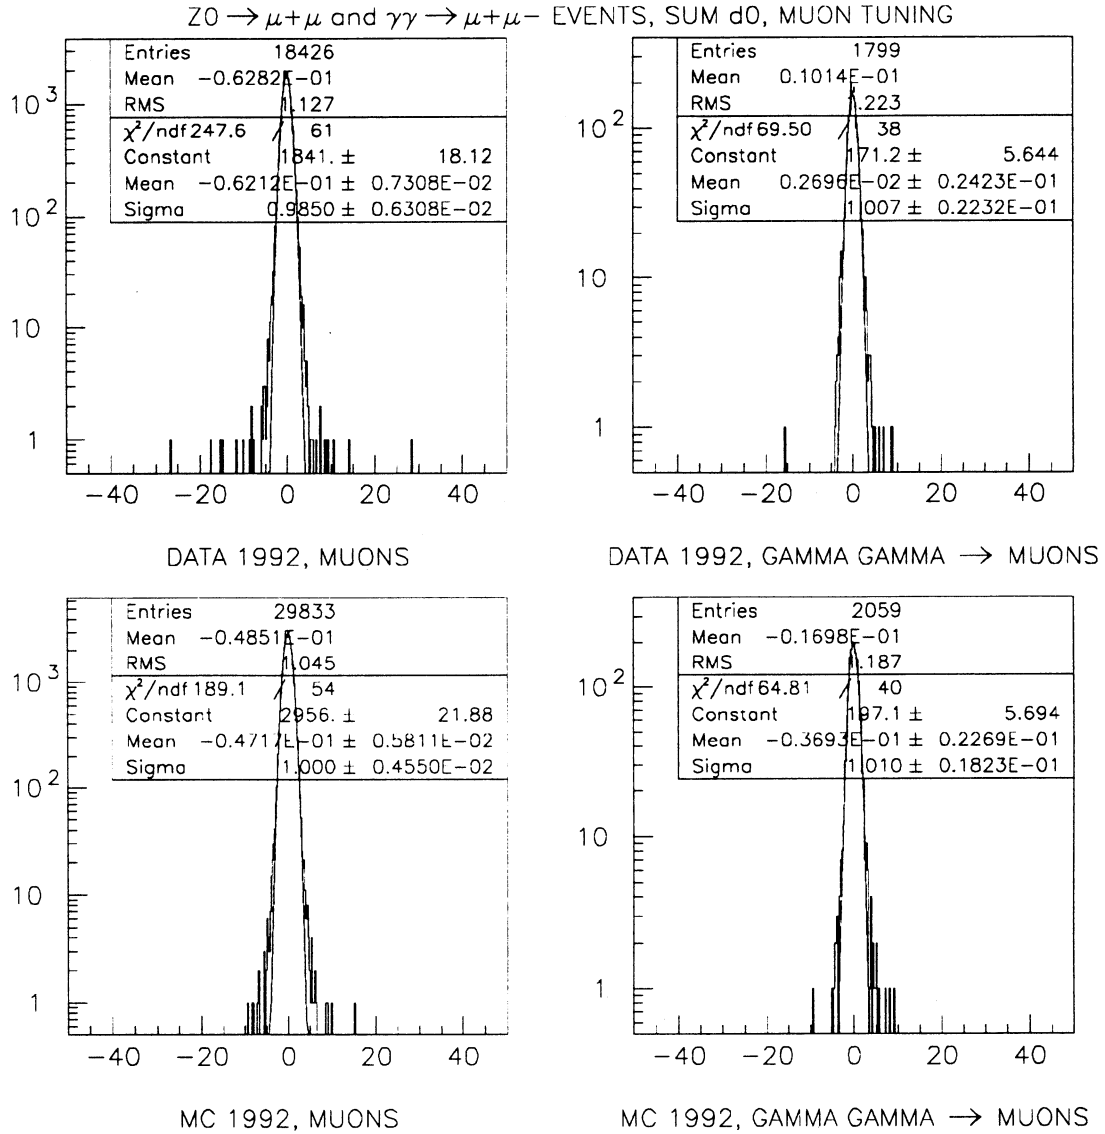 Z0 → μ+μ and γγ → μ+μ− EVENTS, SUM d0, MUON TUNING
Entries 18426
Mean −0.6282E−01
RMS 1.127
χ²/ndf 247.6 / 61
Constant 1841. ± 18.12
Mean −0.6212E−01 ± 0.7308E−02
Sigma 0.9850 ± 0.6308E−02
10³
10²
10
1
−40 −20 0 20 40
DATA 1992, MUONS
Entries 1799
Mean 0.1014E−01
RMS 1.223
χ²/ndf 69.50 / 38
Constant 171.2 ± 5.644
Mean 0.2696E−02 ± 0.2423E−01
Sigma 1.007 ± 0.2232E−01
10²
10
1
−40 −20 0 20 40
DATA 1992, GAMMA GAMMA → MUONS
Entries 29833
Mean −0.4851E−01
RMS 1.045
χ²/ndf 189.1 / 54
Constant 2956. ± 21.88
Mean −0.4717E−01 ± 0.5811E−02
Sigma 1.000 ± 0.4550E−02
10³
10²
10
1
−40 −20 0 20 40
MC 1992, MUONS
Entries 2059
Mean −0.1698E−01
RMS 1.187
χ²/ndf 64.81 / 40
Constant 197.1 ± 5.694
Mean −0.3693E−01 ± 0.2269E−01
Sigma 1.010 ± 0.1823E−01
10²
10
1
−40 −20 0 20 40
MC 1992, GAMMA GAMMA → MUONS